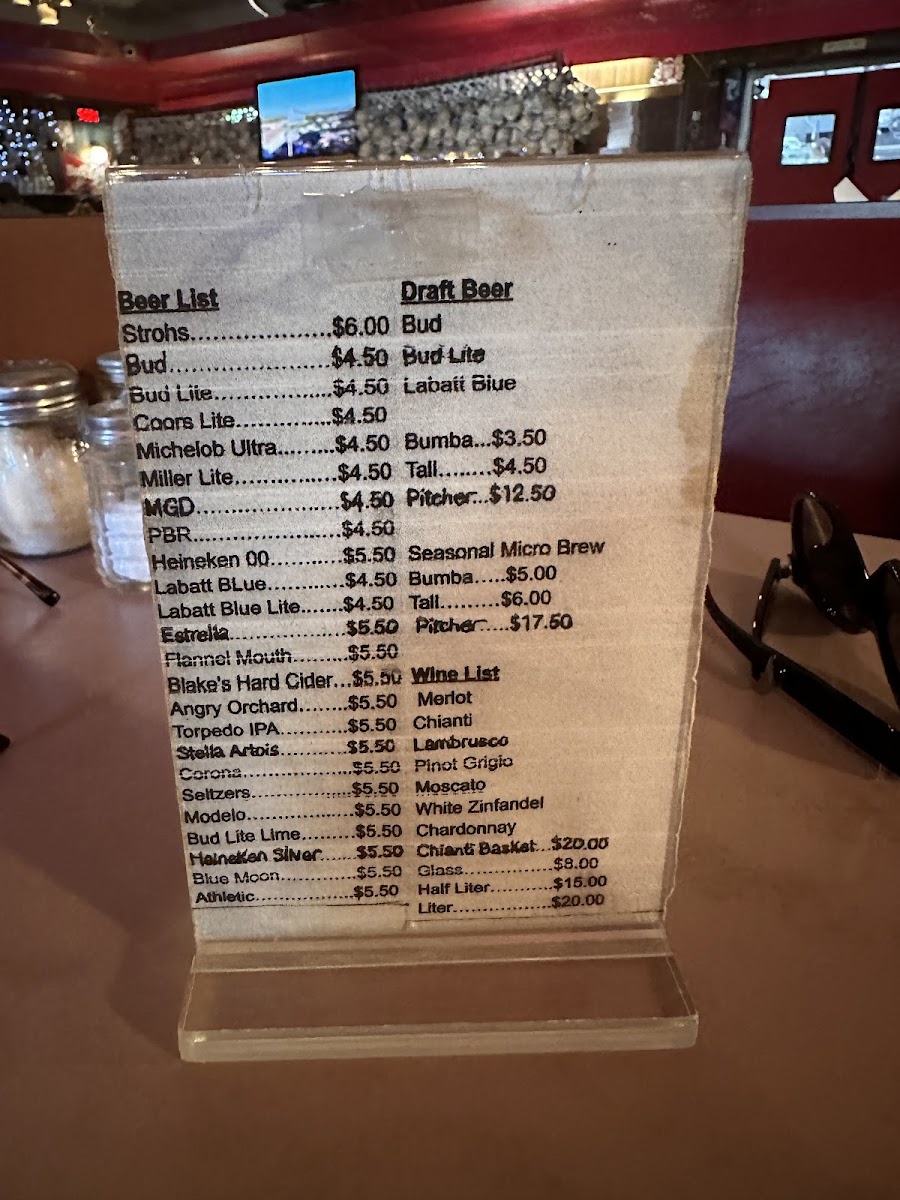 Beer List
Strohs....................$6.00
Bud.......................$4.50
Bud Lite.................$4.50
Coors Lite..............$4.50
Michelob Ultra.........$4.50
Miller Lite................$4.50
MGD.....................$4.50
PBR.......................$4.50
Heineken 00...........$5.50
Labatt BLue............$4.50
Labatt Blue Lite.......$4.50
Estrella..................$5.50
Flannel Mouth.........$5.50
Blake's Hard Cider...$5.50
Angry Orchard.......$5.50
Torpedo IPA..........$5.50
Stella Artois..........$5.50
Corona.................$5.50
Seltzers................$5.50
Modelo.................$5.50
Bud Lite Lime........$5.50
Heineken Silver......$5.50
Blue Moon............$5.50
Athletic.................$5.50
Draft Beer
Bud
Bud Lite
Labatt Blue
Bumba...$3.50
Tall........$4.50
Pitcher...$12.50
Seasonal Micro Brew
Bumba.....$5.00
Tall.........$6.00
Pitcher....$17.50
Wine List
Merlot
Chianti
Lambrusco
Pinot Grigio
Moscato
White Zinfandel
Chardonnay
Chianti Basket...$20.00
Glass...............$8.00
Half Liter...........$15.00
Liter..................$20.00